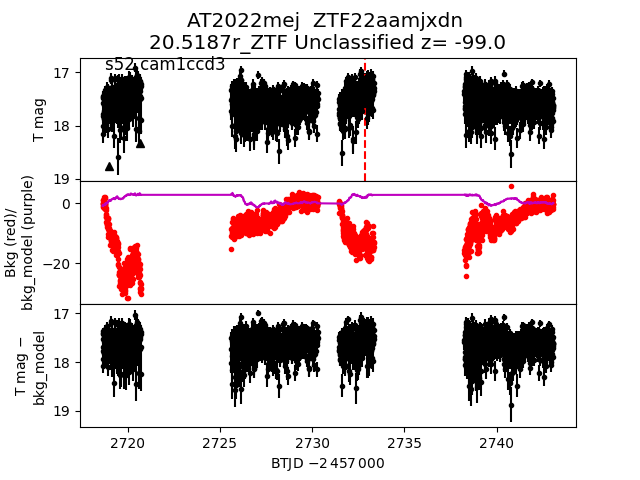 AT2022mej  ZTF22aamjxdn
20.5187r_ZTF Unclassified z= -99.0
s52 cam1ccd3
17
18
19
T mag
0
−20
Bkg (red)/
bkg_model (purple)
17
18
19
T mag −
bkg_model
2720
2725
2730
2735
2740
BTJD −2 457 000